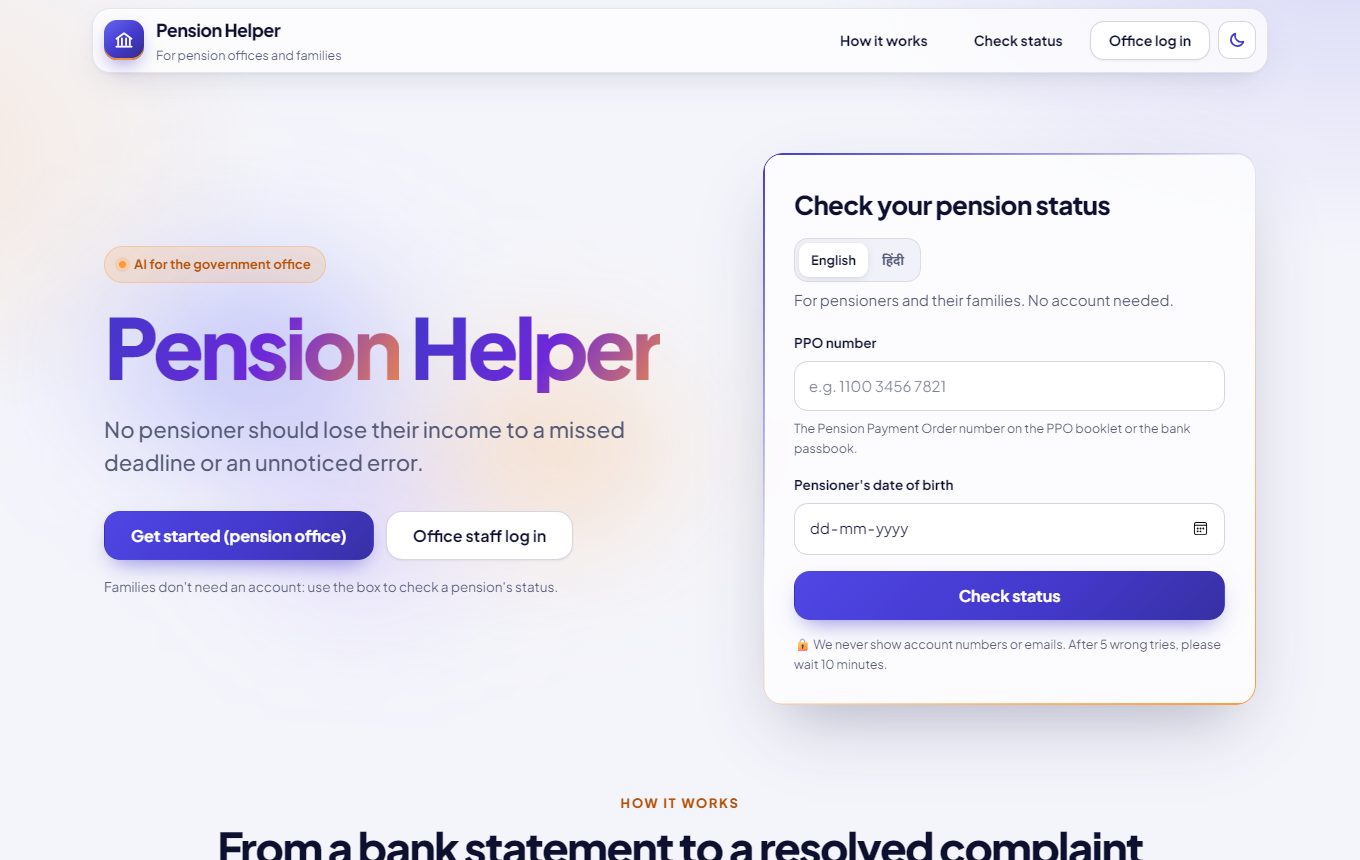 Pension Helper
For pension offices and families
How it works
Check status
Office log in
AI for the government office
Pension Helper
No pensioner should lose their income to a missed
deadline or an unnoticed error.
Get started (pension office)
Office staff log in
Families don't need an account: use the box to check a pension's status.
Check your pension status
English
हिंदी
For pensioners and their families. No account needed.
PPO number
e.g. 1100 3456 7821
The Pension Payment Order number on the PPO booklet or the bank
passbook.
Pensioner's date of birth
dd-mm-yyyy
Check status
🔒 We never show account numbers or emails. After 5 wrong tries, please
wait 10 minutes.
HOW IT WORKS
From a bank statement to a resolved complaint